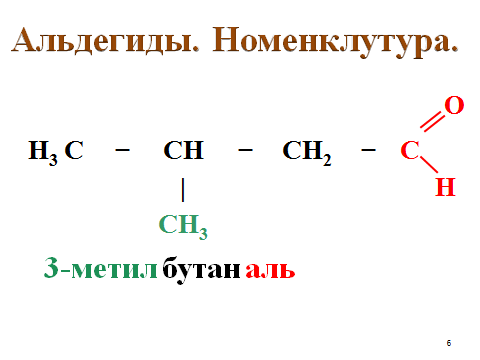 Альдегиды. Номенклутура.
O
H₃ C – CH – CH₂ – C
| H
CH₃
3-метил бутан аль
6